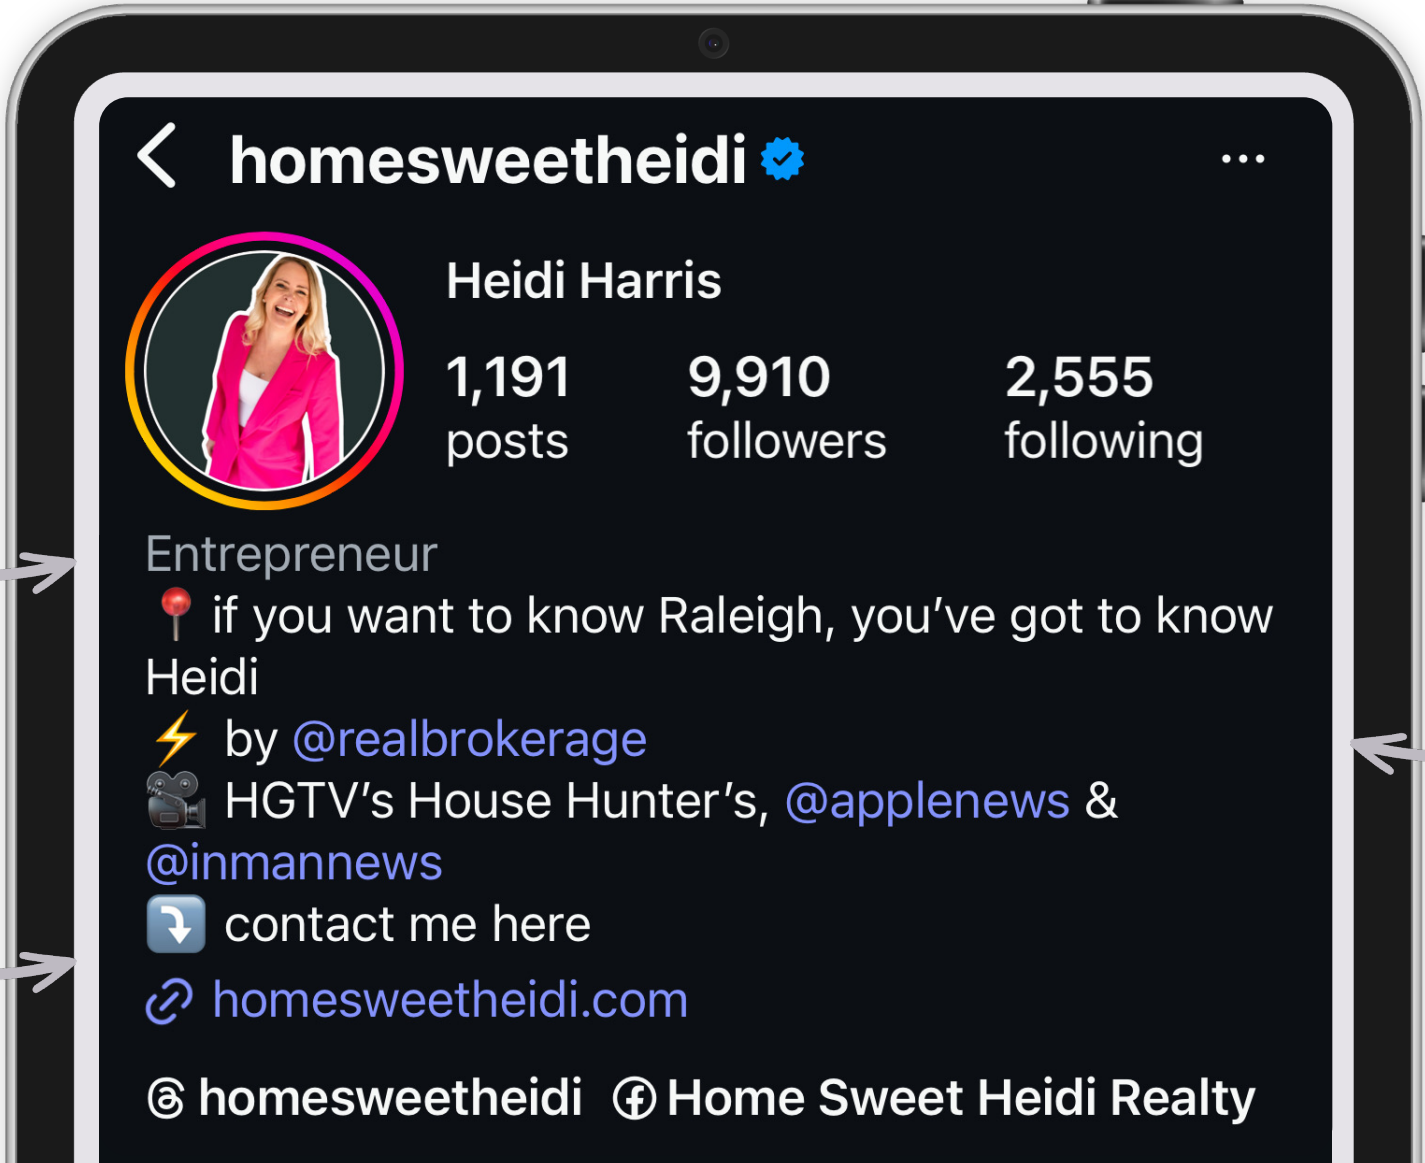 homesweetheidi
Heidi Harris
1,191 9,910 2,555
posts followers following
Entrepreneur
📍 if you want to know Raleigh, you’ve got to know
Heidi
⚡ by @realbrokerage
🎥 HGTV’s House Hunter’s, @applenews &
@inmannews
⤵️ contact me here
homesweetheidi.com
homesweetheidi Home Sweet Heidi Realty